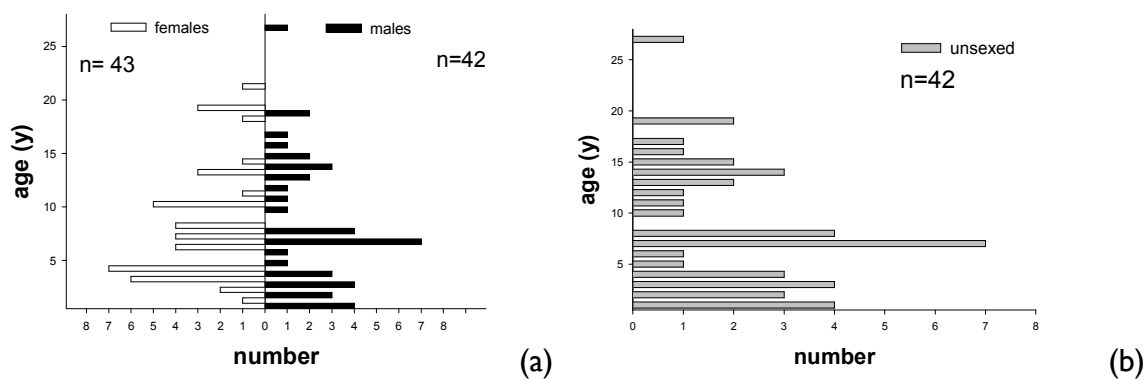 females
males
n= 43
n=42
age (y)
25
20
15
10
5
8 7 6 5 4 3 2 1 0 1 2 3 4 5 6 7 8
number
(a)
unsexed
n=42
age (y)
25
20
15
10
5
0 1 2 3 4 5 6 7 8
number
(b)